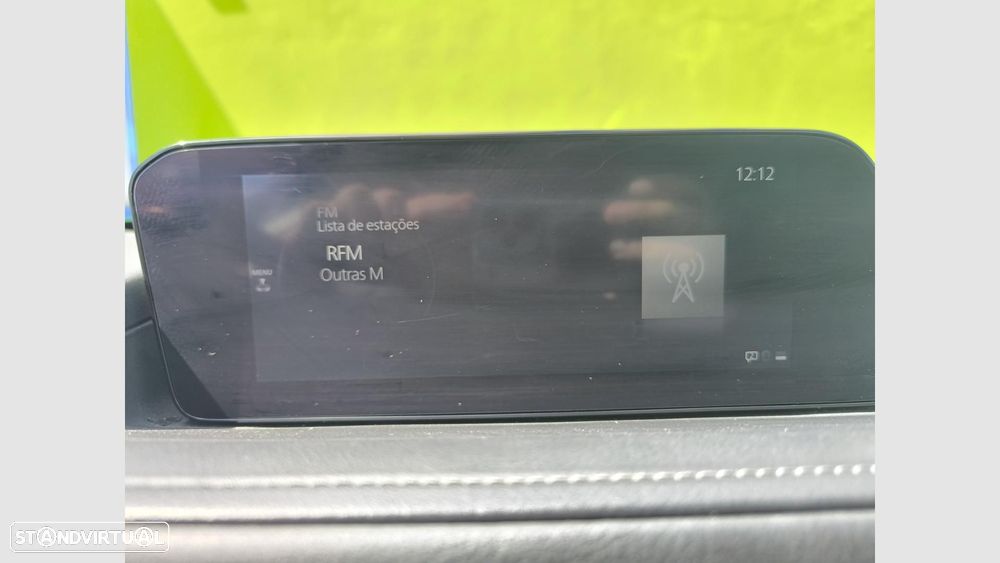 12:12
FM
Lista de estações
RFM
Outras M
MENU
STANDVIRTUAL